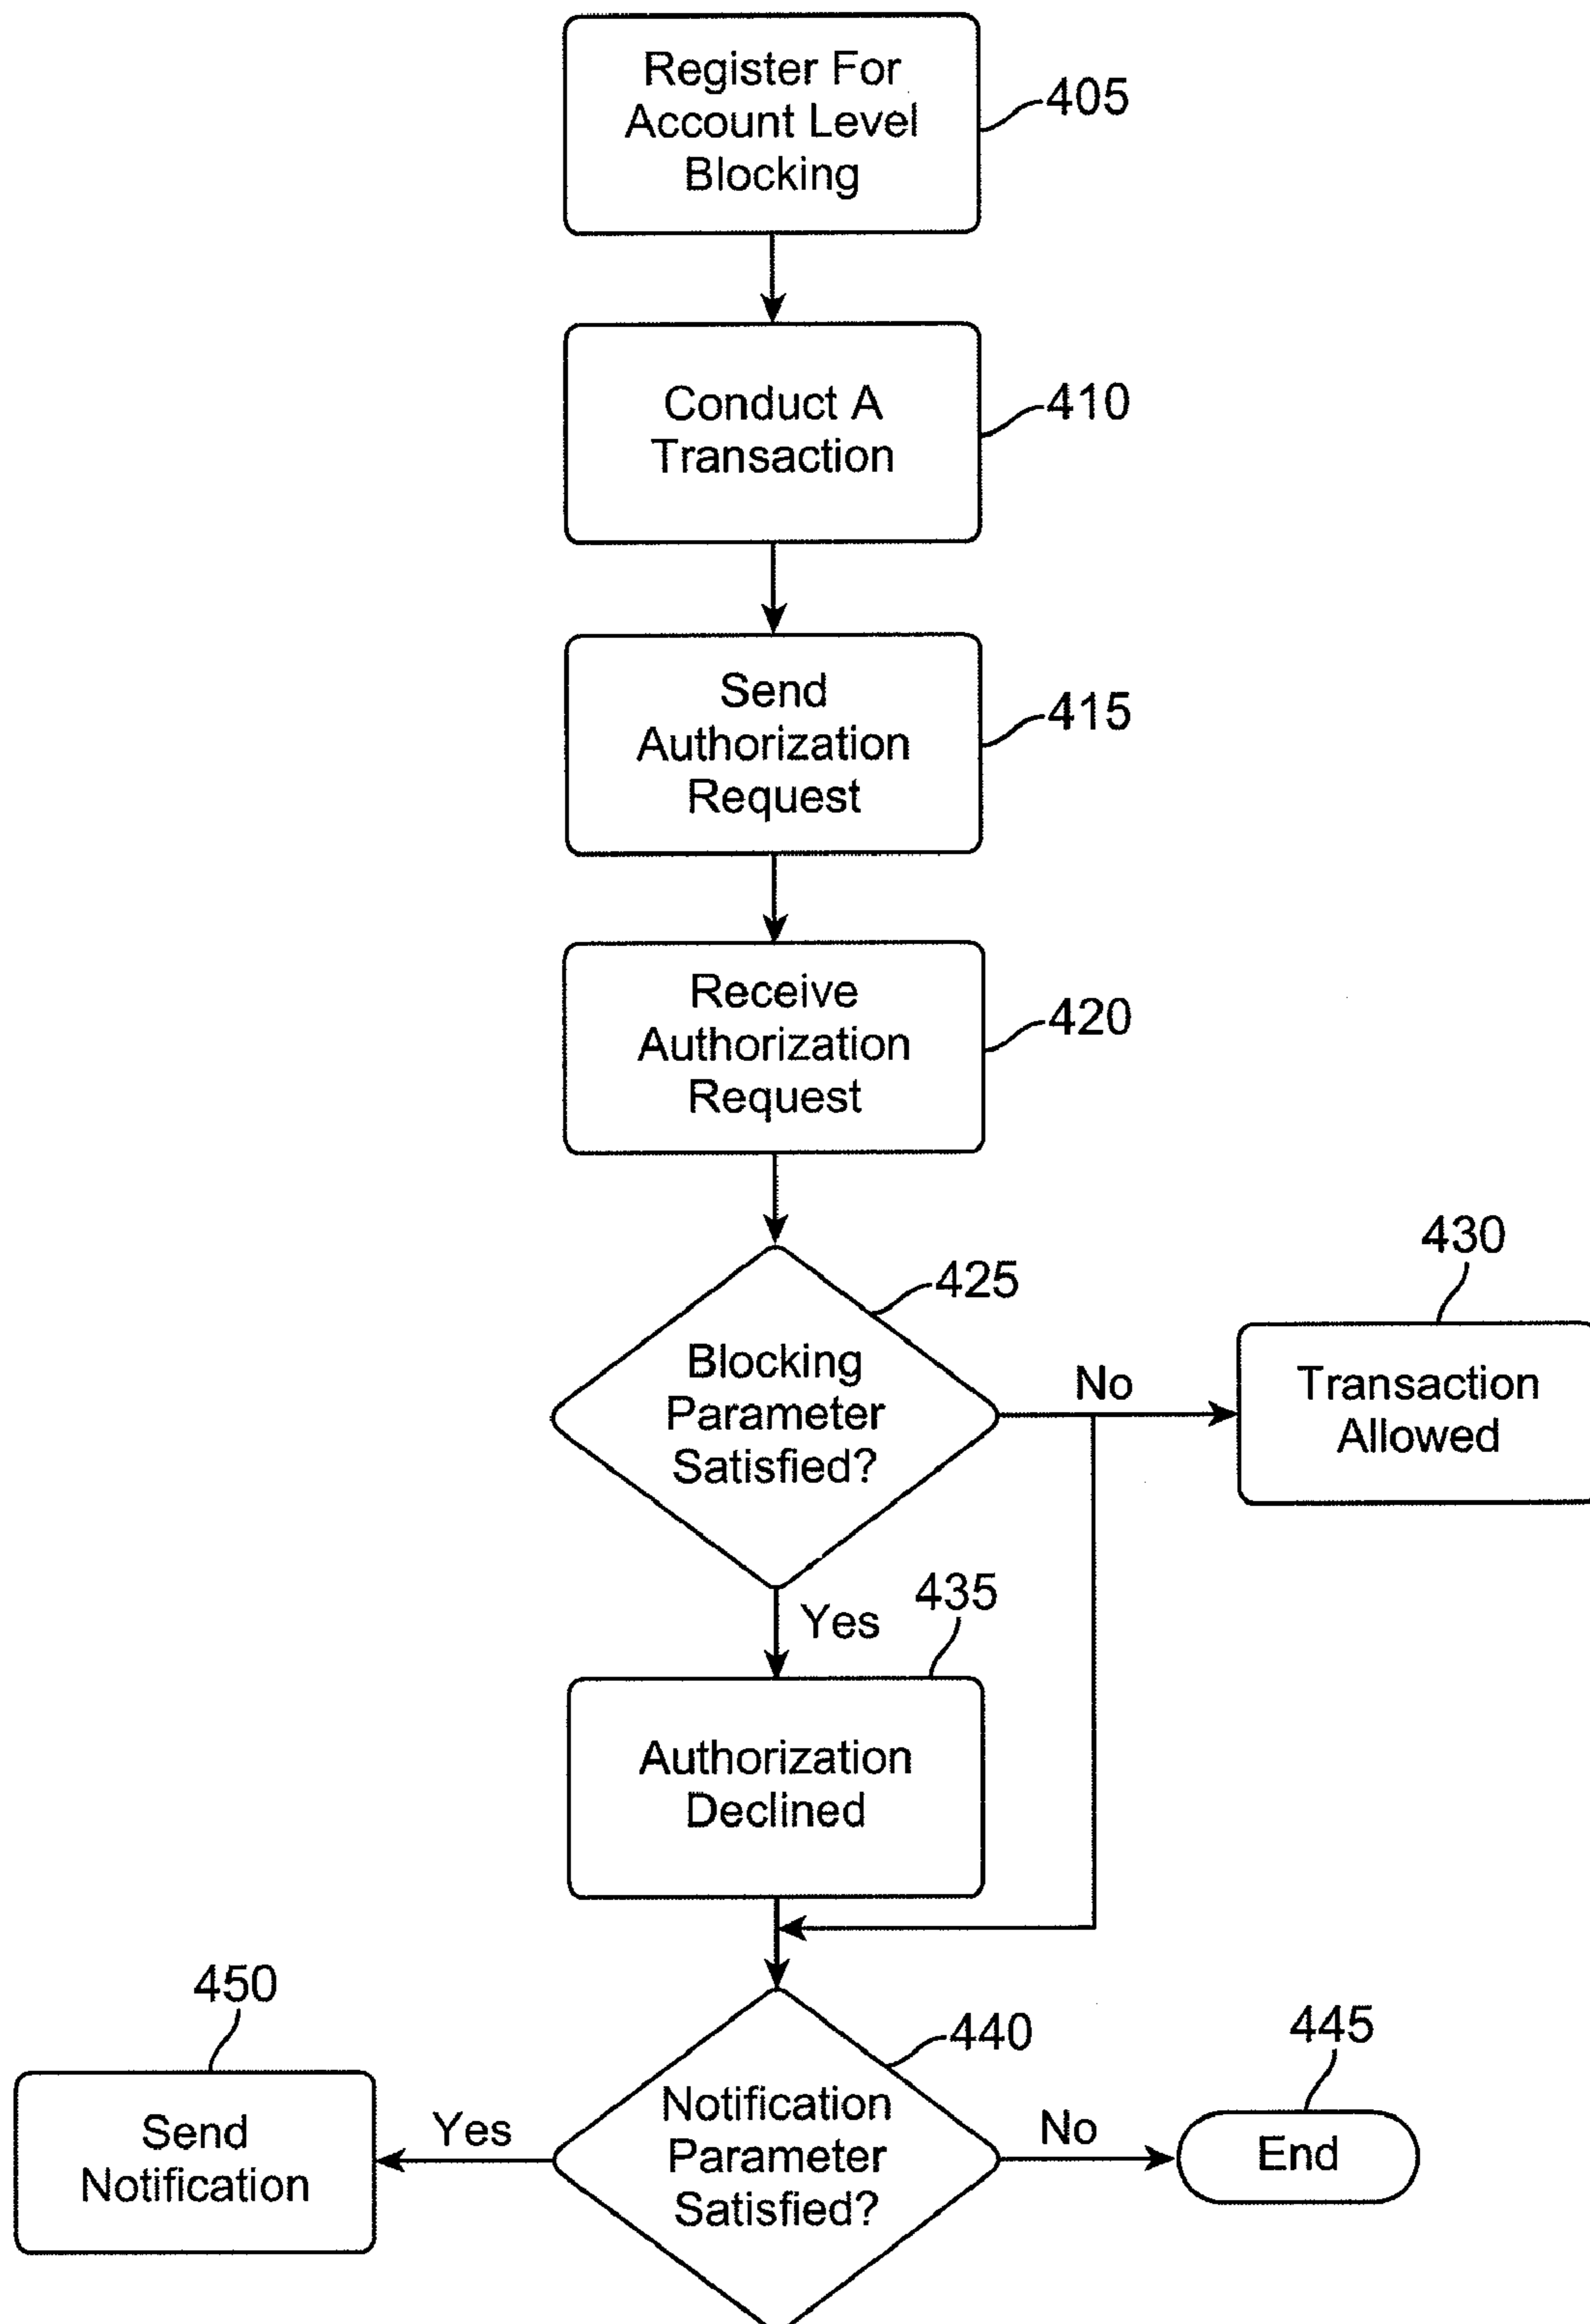 Register For
Account Level
Blocking
405
Conduct A
Transaction
410
Send
Authorization
Request
415
Receive
Authorization
Request
420
425
Blocking
Parameter
Satisfied?
No
430
Transaction
Allowed
Yes
435
Authorization
Declined
440
Notification
Parameter
Satisfied?
Yes
450
Send
Notification
No
445
End